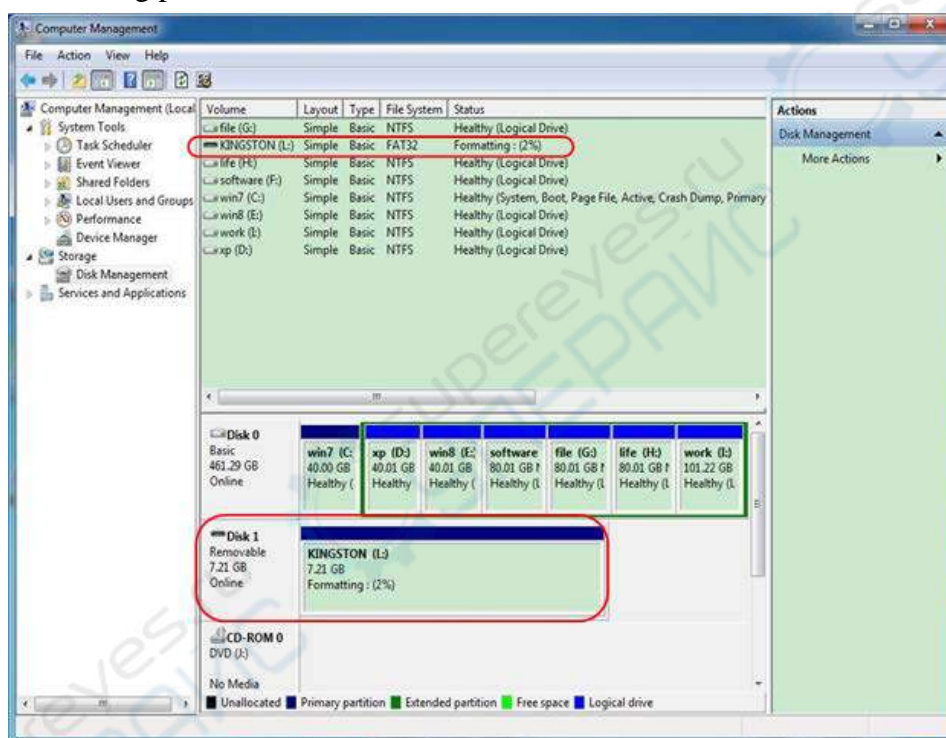 Computer Management
File Action View Help
Computer Management (Local
System Tools
Task Scheduler
Event Viewer
Shared Folders
Local Users and Groups
Performance
Device Manager
Storage
Disk Management
Services and Applications
Volume Layout Type File System Status
file (G:) Simple Basic NTFS Healthy (Logical Drive)
KINGSTON (L:) Simple Basic FAT32 Formatting : (2%)
life (H:) Simple Basic NTFS Healthy (Logical Drive)
software (F:) Simple Basic NTFS Healthy (Logical Drive)
win7 (C:) Simple Basic NTFS Healthy (System, Boot, Page File, Active, Crash Dump, Primary
win8 (E:) Simple Basic NTFS Healthy (Logical Drive)
work (I:) Simple Basic NTFS Healthy (Logical Drive)
xp (D:) Simple Basic NTFS Healthy (Logical Drive)
Actions
Disk Management
More Actions
Disk 0
Basic
461.29 GB
Online
win7 (C: xp (D:) win8 (E: software file (G:) life (H:) work (I:)
40.00 GB 40.01 GB 40.01 GB 80.01 GB 80.01 GB 80.01 GB 101.22 GB
Healthy ( Healthy Healthy ( Healthy (L Healthy (L Healthy (L Healthy (L
Disk 1
Removable
7.21 GB
Online
KINGSTON (L:)
7.21 GB
Formatting : (2%)
CD-ROM 0
DVD (J:)
No Media
Unallocated Primary partition Extended partition Free space Logical drive
supereyes.ru
СУПЕРАЙС